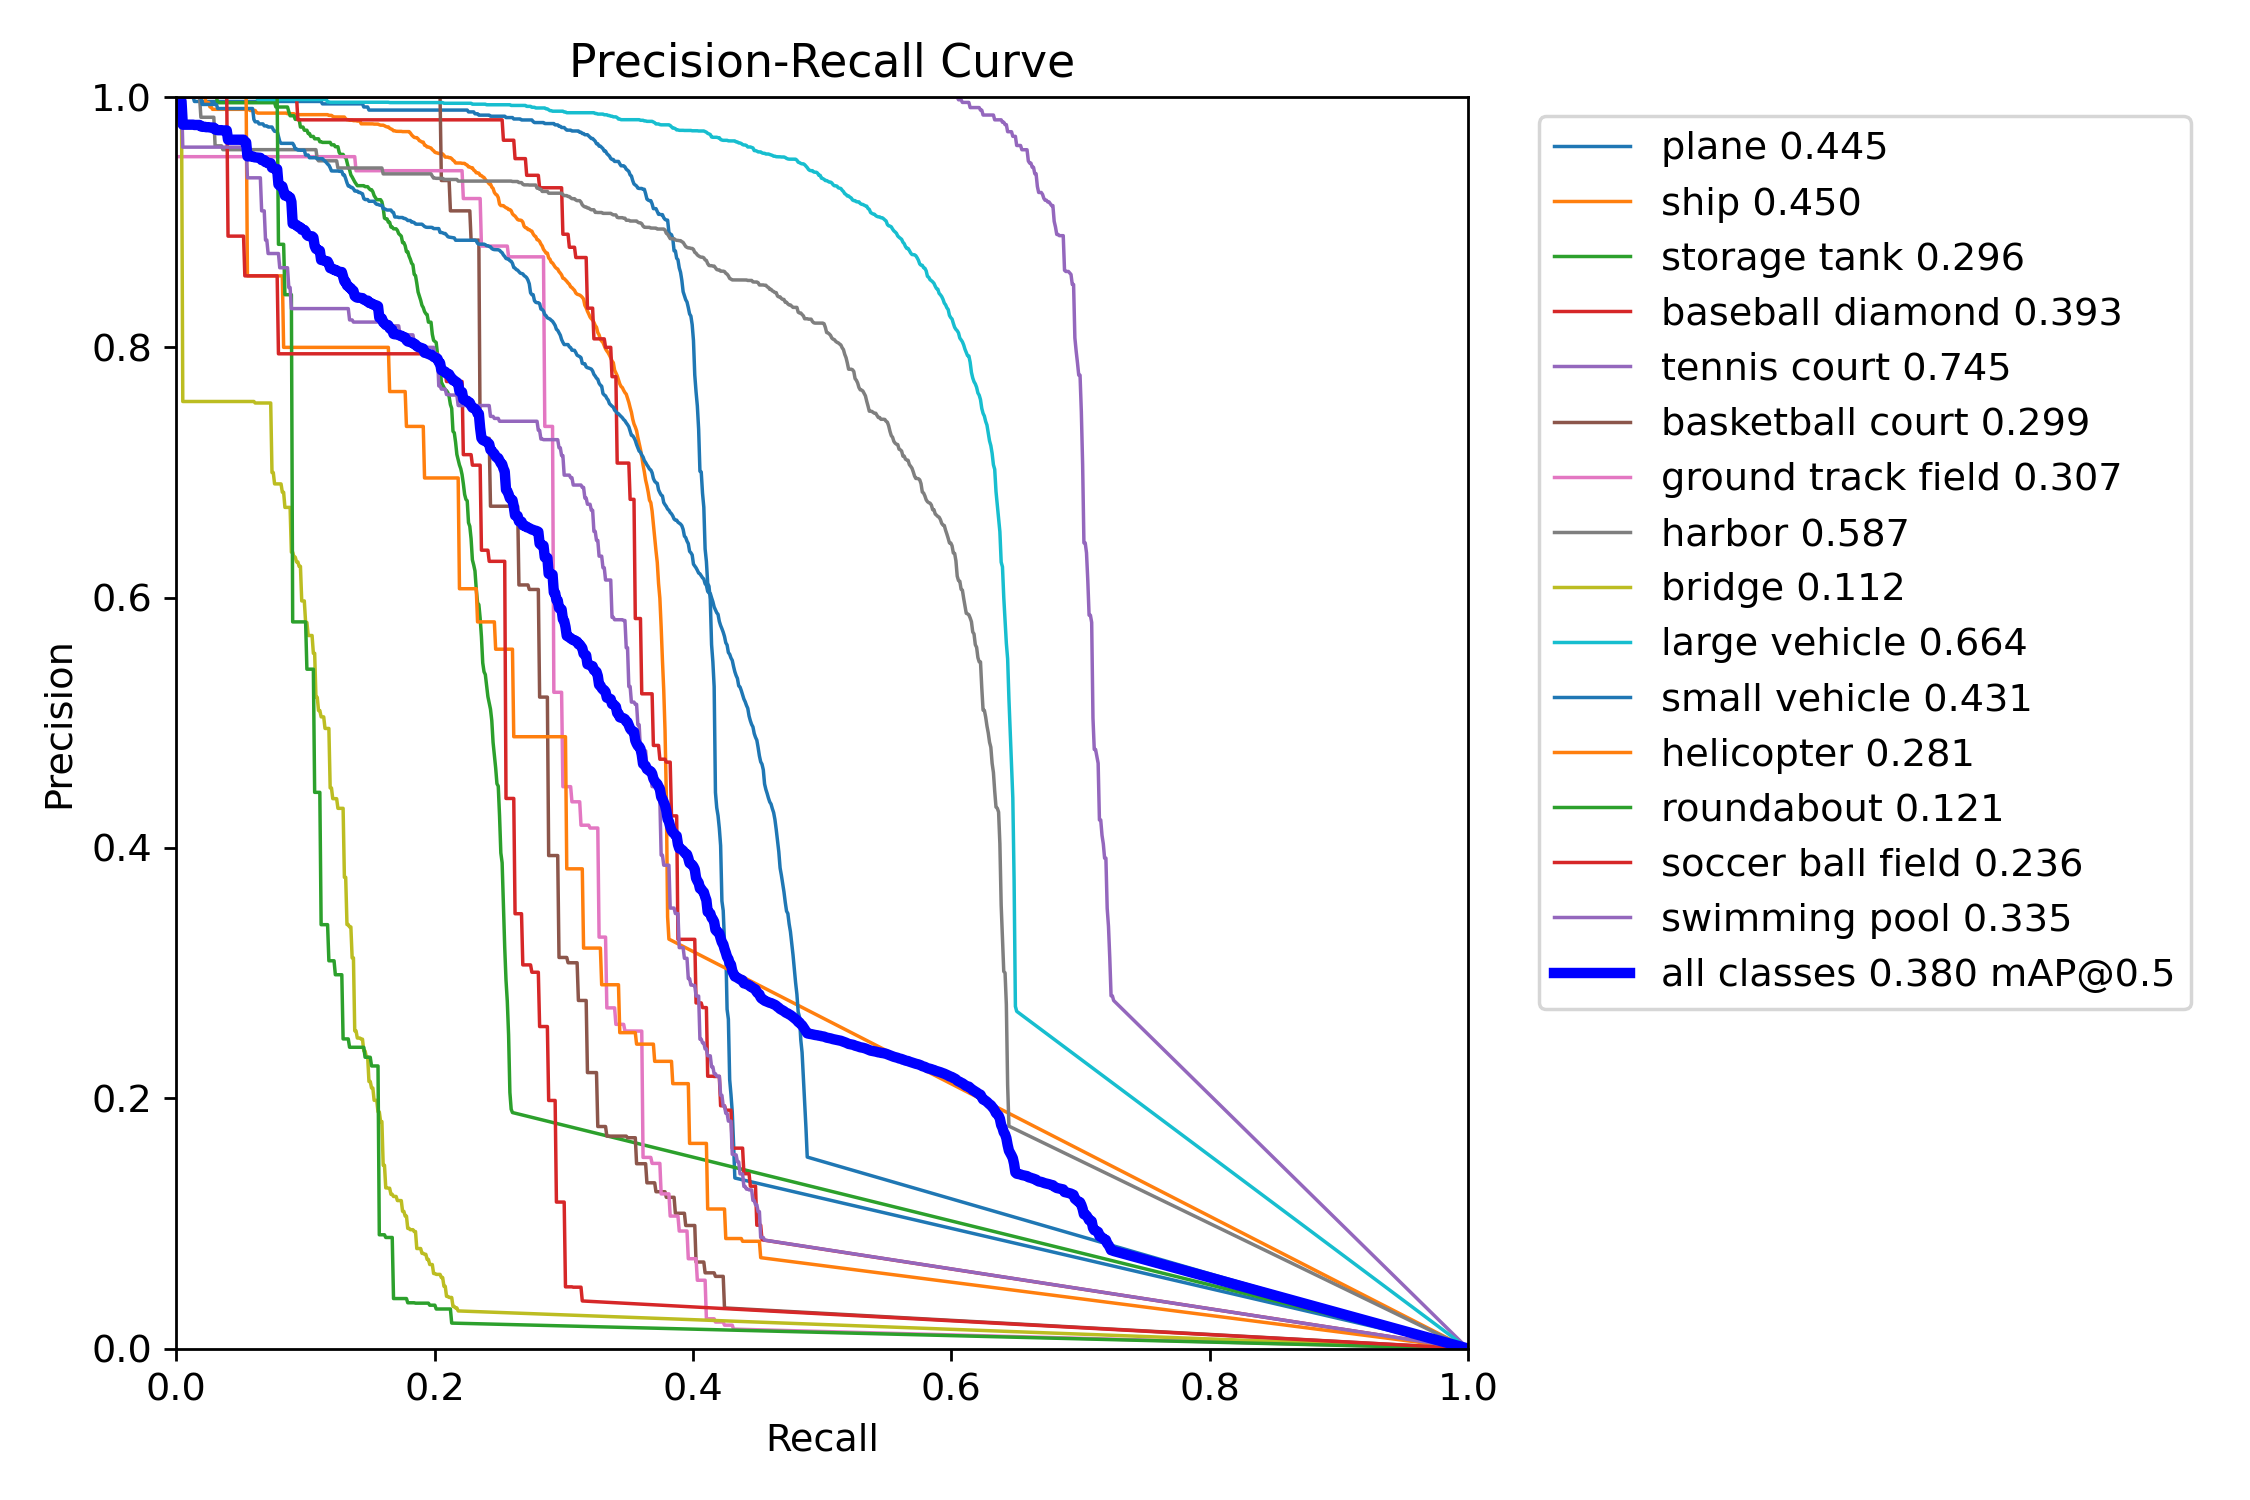 Precision-Recall Curve
1.0
0.8
0.6
0.4
0.2
0.0
Precision
0.0 0.2 0.4 0.6 0.8 1.0
Recall
plane 0.445
ship 0.450
storage tank 0.296
baseball diamond 0.393
tennis court 0.745
basketball court 0.299
ground track field 0.307
harbor 0.587
bridge 0.112
large vehicle 0.664
small vehicle 0.431
helicopter 0.281
roundabout 0.121
soccer ball field 0.236
swimming pool 0.335
all classes 0.380 mAP@0.5